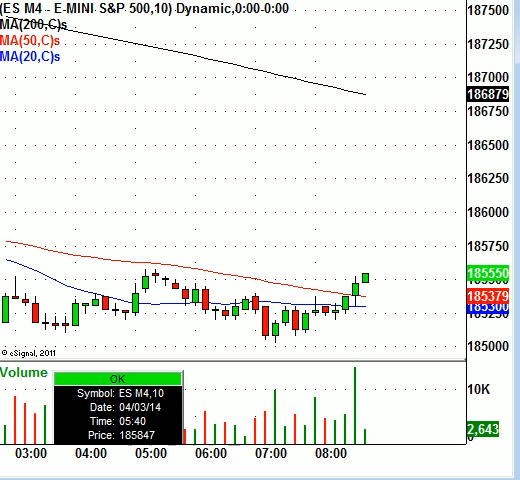 (ES M4 - E-MINI S&P 500,10) Dynamic,0:00-0:00
MA(200,C)s
MA(50,C)s
MA(20,C)s
187500
187250
187000
186879
186750
186500
186250
186000
185750
185550
185379
185300
185250
185000
© eSignal, 2011
Volume
OK
Symbol: ES M4,10
Date: 04/03/14
Time: 05:40
Price: 185847
10K
2,643
0
03:00 04:00 05:00 06:00 07:00 08:00